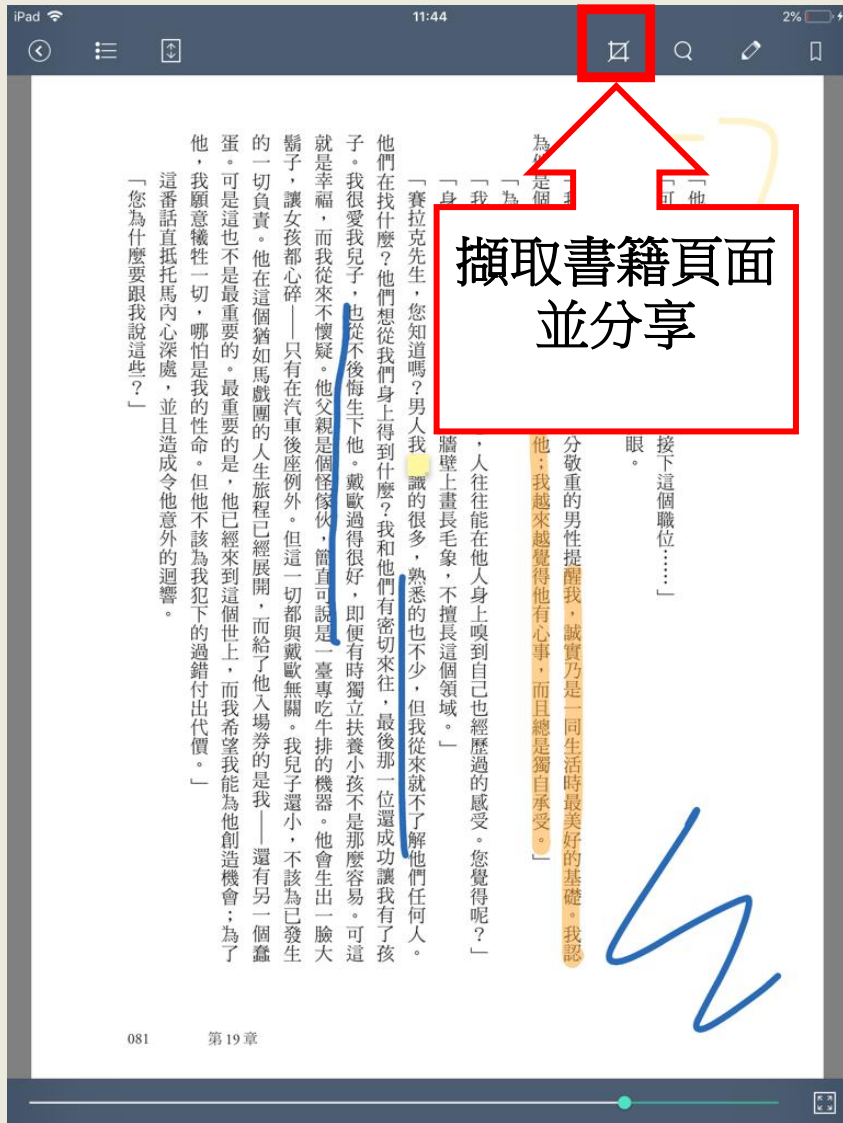 iPad
11:44
2%
擷取書籍頁面
並分享
「他
「可
接下這個職位……」
眼。
分敬重的男性提醒我，誠實乃是一同生活時最美好的基礎。我認
為他是個
他；我越來越覺得他有心事，而且總是獨自承受。」
「為
「我
，人往往能在他人身上嗅到自己也經歷過的感受。您覺得呢？」
「身
牆壁上畫長毛象，不擅長這個領域。」
「賽拉克先生，您知道嗎？男人我
識的很多，熟悉的也不少，但我從來就不了解他們任何人。
他們在找什麼？他們想從我們身上得到什麼？我和他們有密切來往，最後那一位還成功讓我有了孩
子。我很愛我兒子，也從不後悔生下他。戴歐過得很好，即便有時獨立扶養小孩不是那麼容易。可這
就是幸福，而我從來不懷疑。他父親是個怪傢伙，簡直可說是一臺專吃牛排的機器。他會生出一臉大
鬍子，讓女孩都心碎——只有在汽車後座例外。但這一切都與戴歐無關。我兒子還小，不該為已發生
的一切負責。他在這個猶如馬戲團的人生旅程已經展開，而給了他入場券的是我——還有另一個蠢
蛋。可是這也不是最重要的。最重要的是，他已經來到這個世上，而我希望我能為他創造機會；為了
他，我願意犧牲一切，哪怕是我的性命。但他不該為我犯下的過錯付出代價。」
這番話直抵托馬內心深處，並且造成令他意外的迴響。
「您為什麼要跟我說這些？」
081
第 19 章